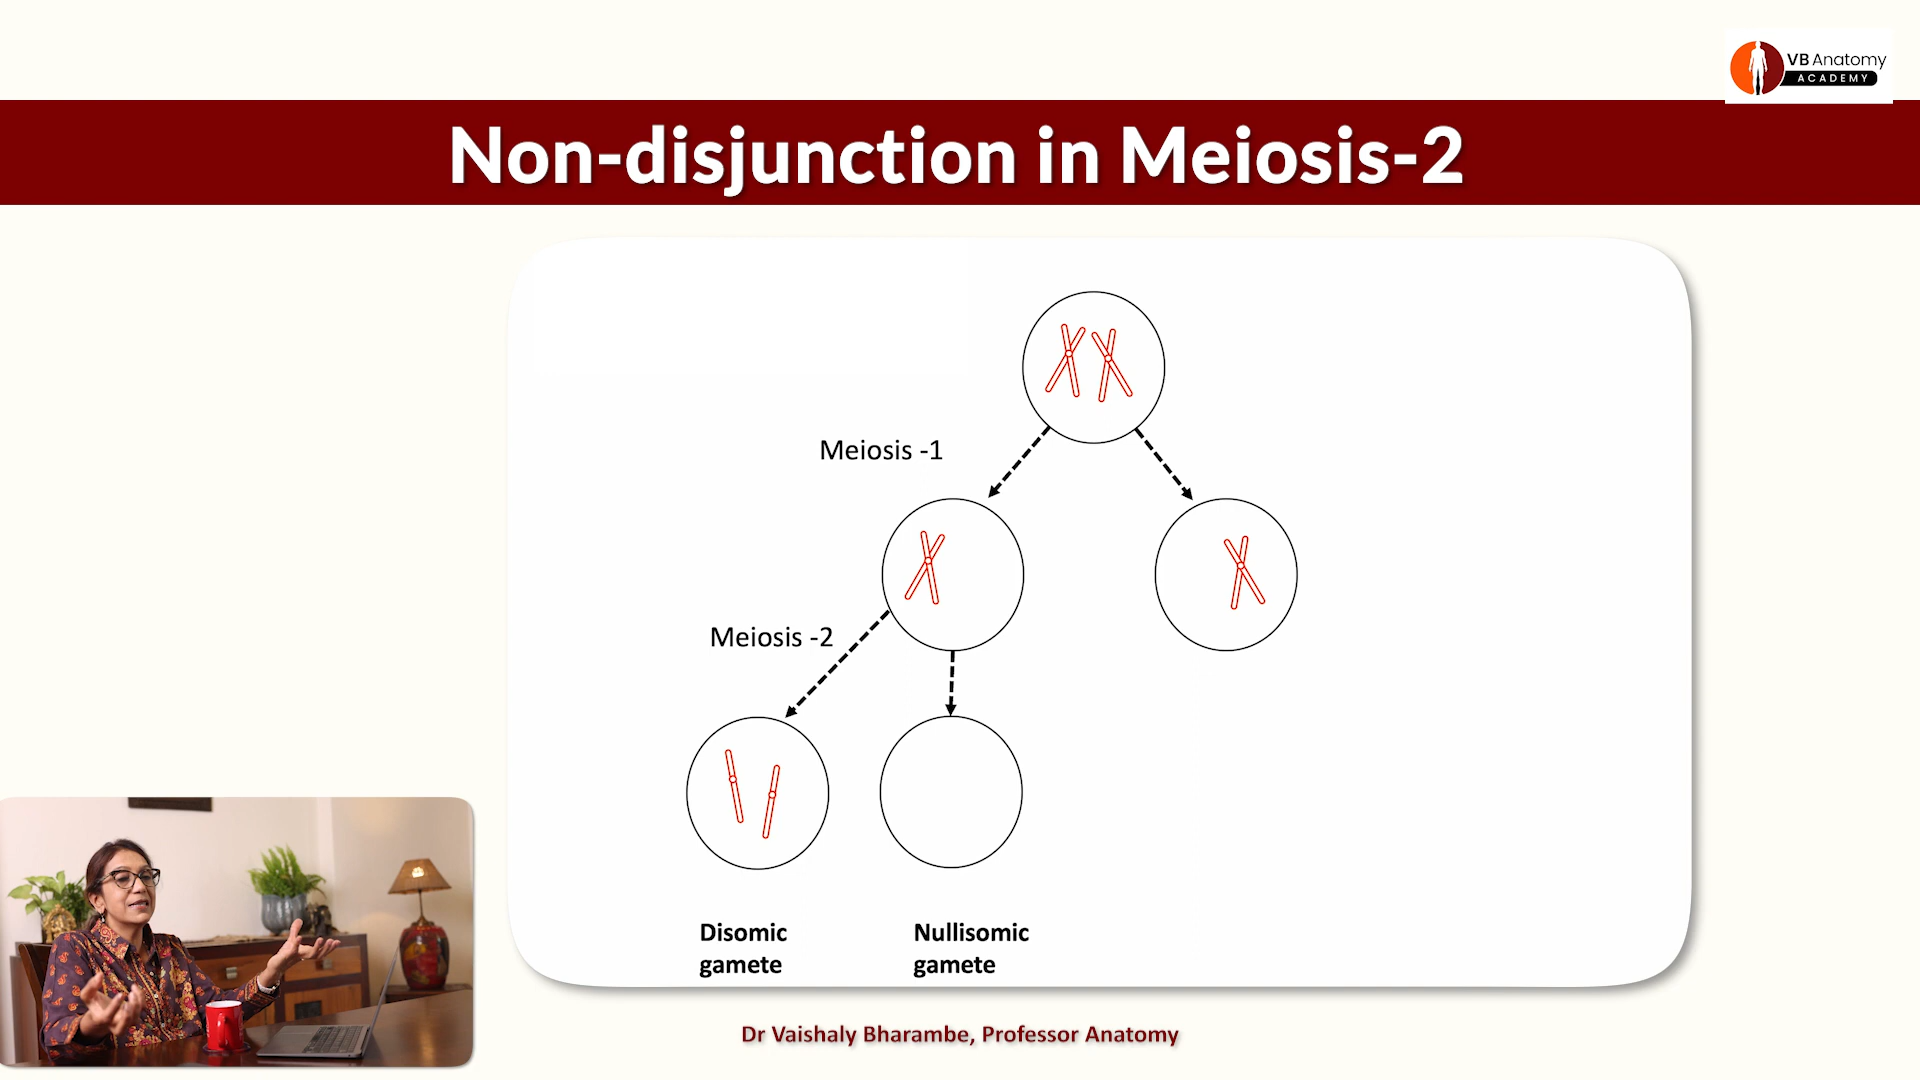 VB Anatomy
ACADEMY
Non-disjunction in Meiosis-2
Meiosis -1
Meiosis -2
Disomic
gamete
Nullisomic
gamete
Dr Vaishaly Bharambe, Professor Anatomy